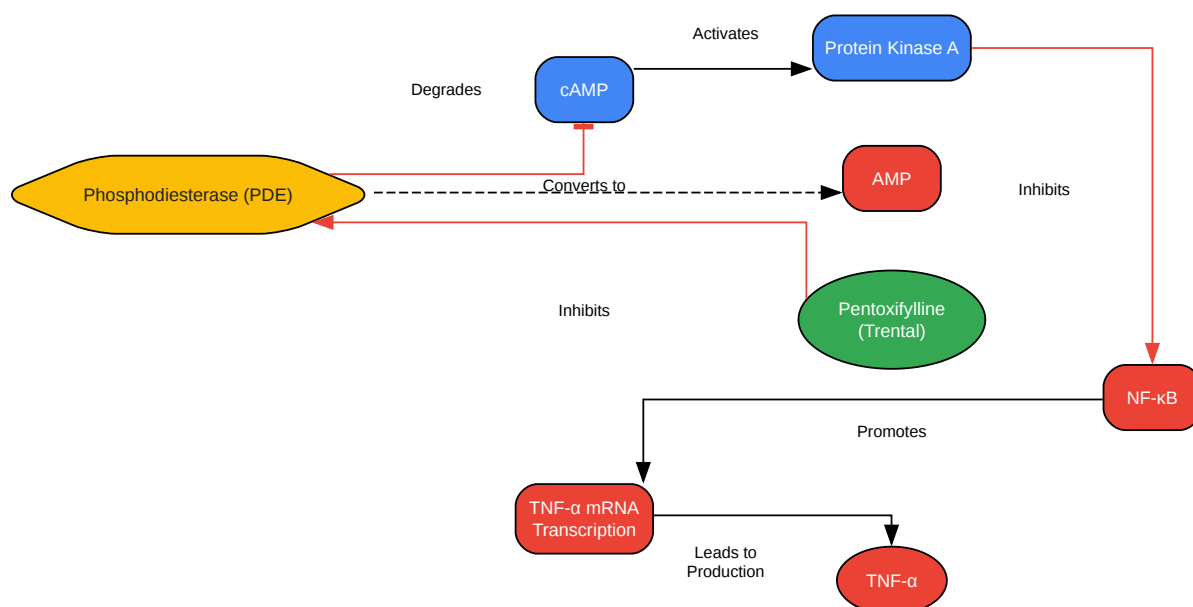 Activates
Protein Kinase A
Degrades
cAMP
Phosphodiesterase (PDE)
Converts to
AMP
Inhibits
Inhibits
Pentoxifylline
(Trental)
NF-κB
Promotes
TNF-α mRNA
Transcription
Leads to
Production
TNF-α